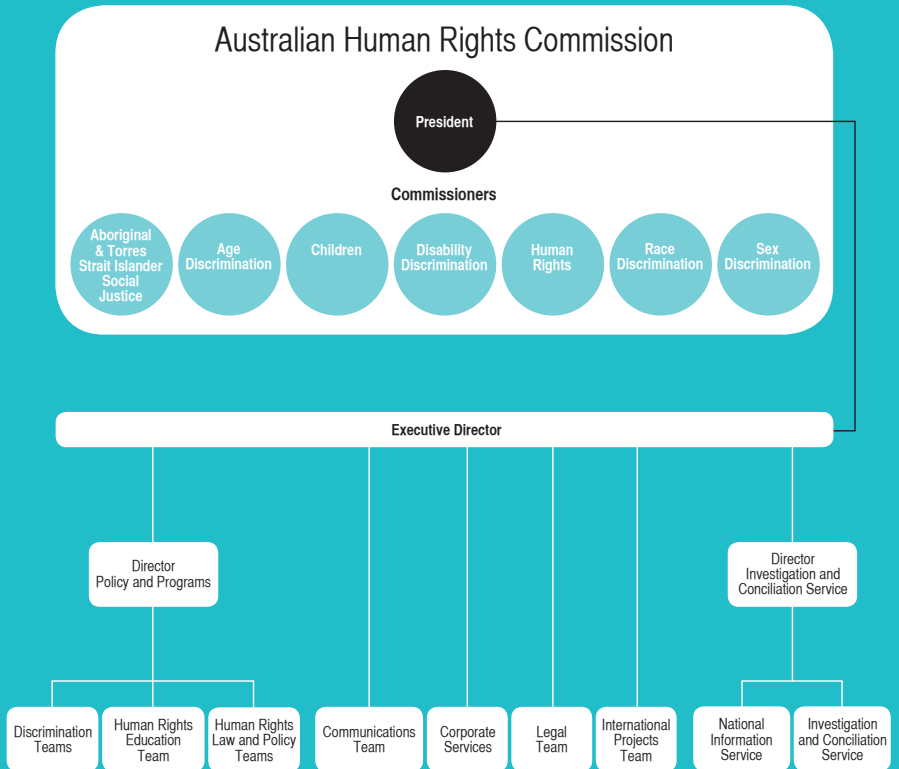 Australian Human Rights Commission
President
Commissioners
Aboriginal
& Torres
Strait Islander
Social
Justice
Age
Discrimination
Children
Disability
Discrimination
Human
Rights
Race
Discrimination
Sex
Discrimination
Executive Director
Director
Policy and Programs
Director
Investigation and
Conciliation Service
Discrimination
Teams
Human Rights
Education
Team
Human Rights
Law and Policy
Teams
Communications
Team
Corporate
Services
Legal
Team
International
Projects
Team
National
Information
Service
Investigation
and Conciliation
Service